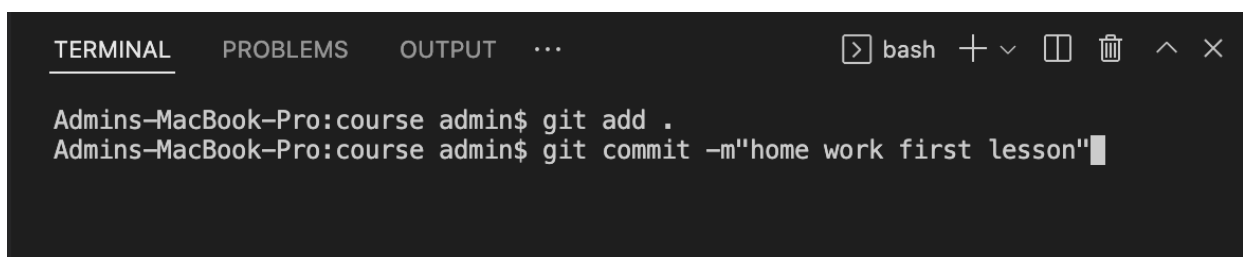 TERMINAL PROBLEMS OUTPUT ... bash
Admins-MacBook-Pro:course admin$ git add .
Admins-MacBook-Pro:course admin$ git commit -m"home work first lesson"